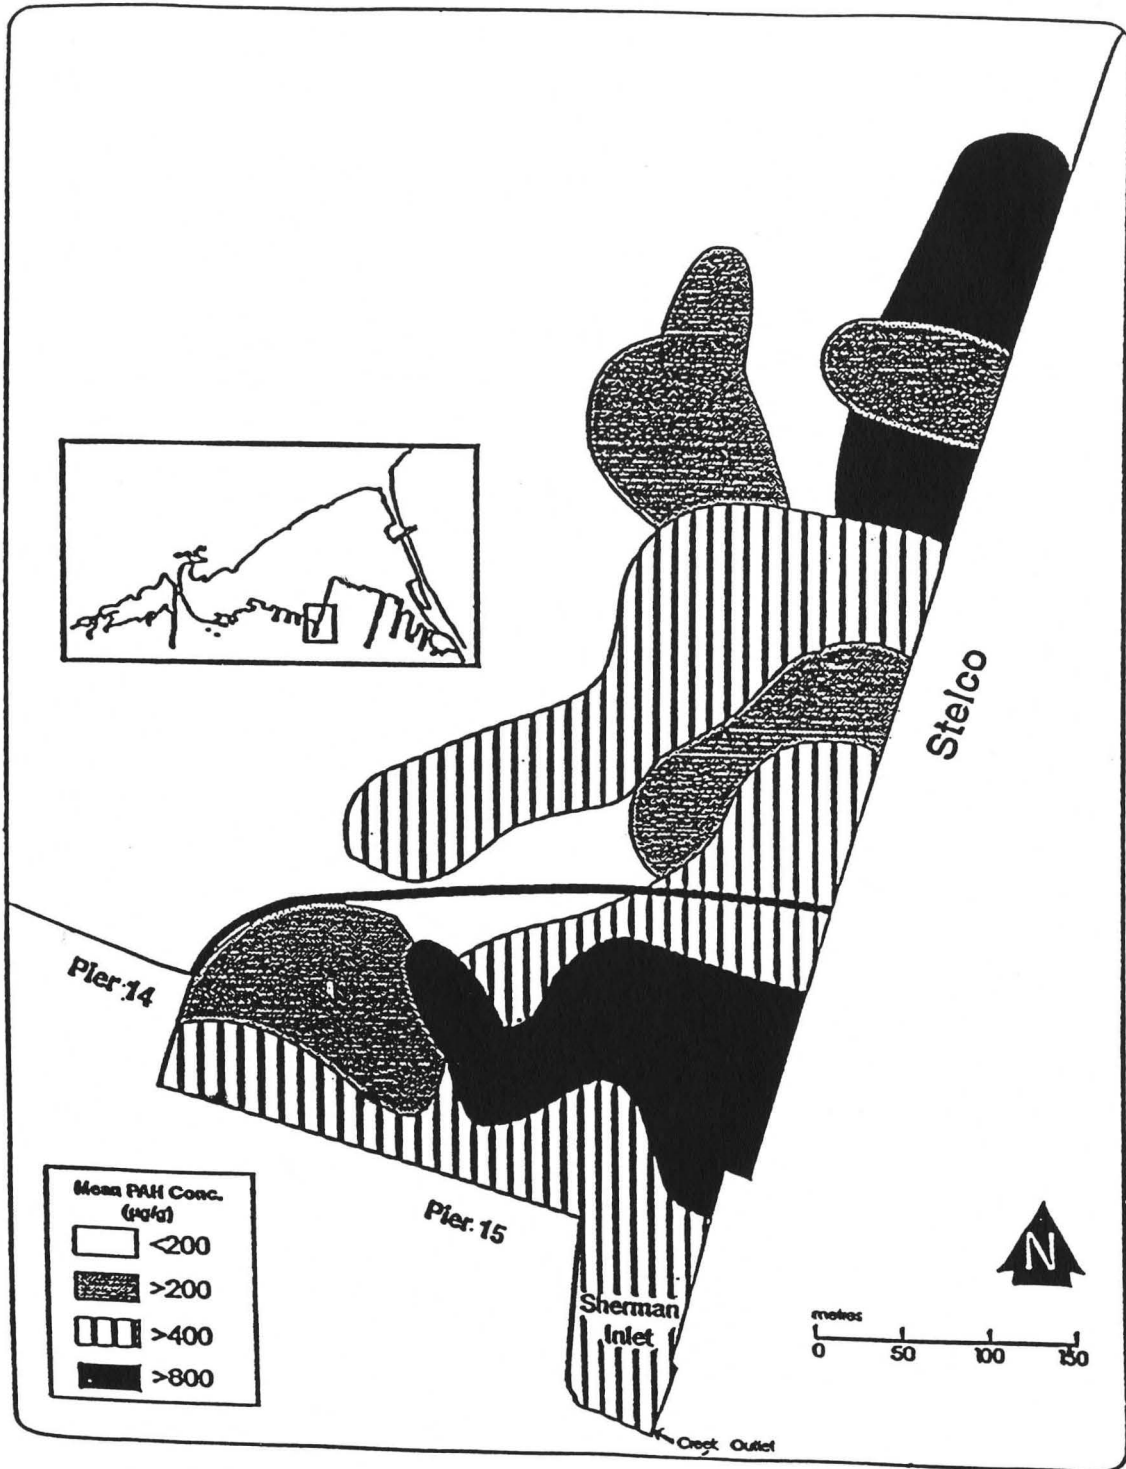 Stelco
Pier 14
Pier 15
Mean PAH Conc.
(µg/g)
<200
>200
>400
>800
Sherman
Inlet
N
metres
0 50 100 150
Creek Outlet